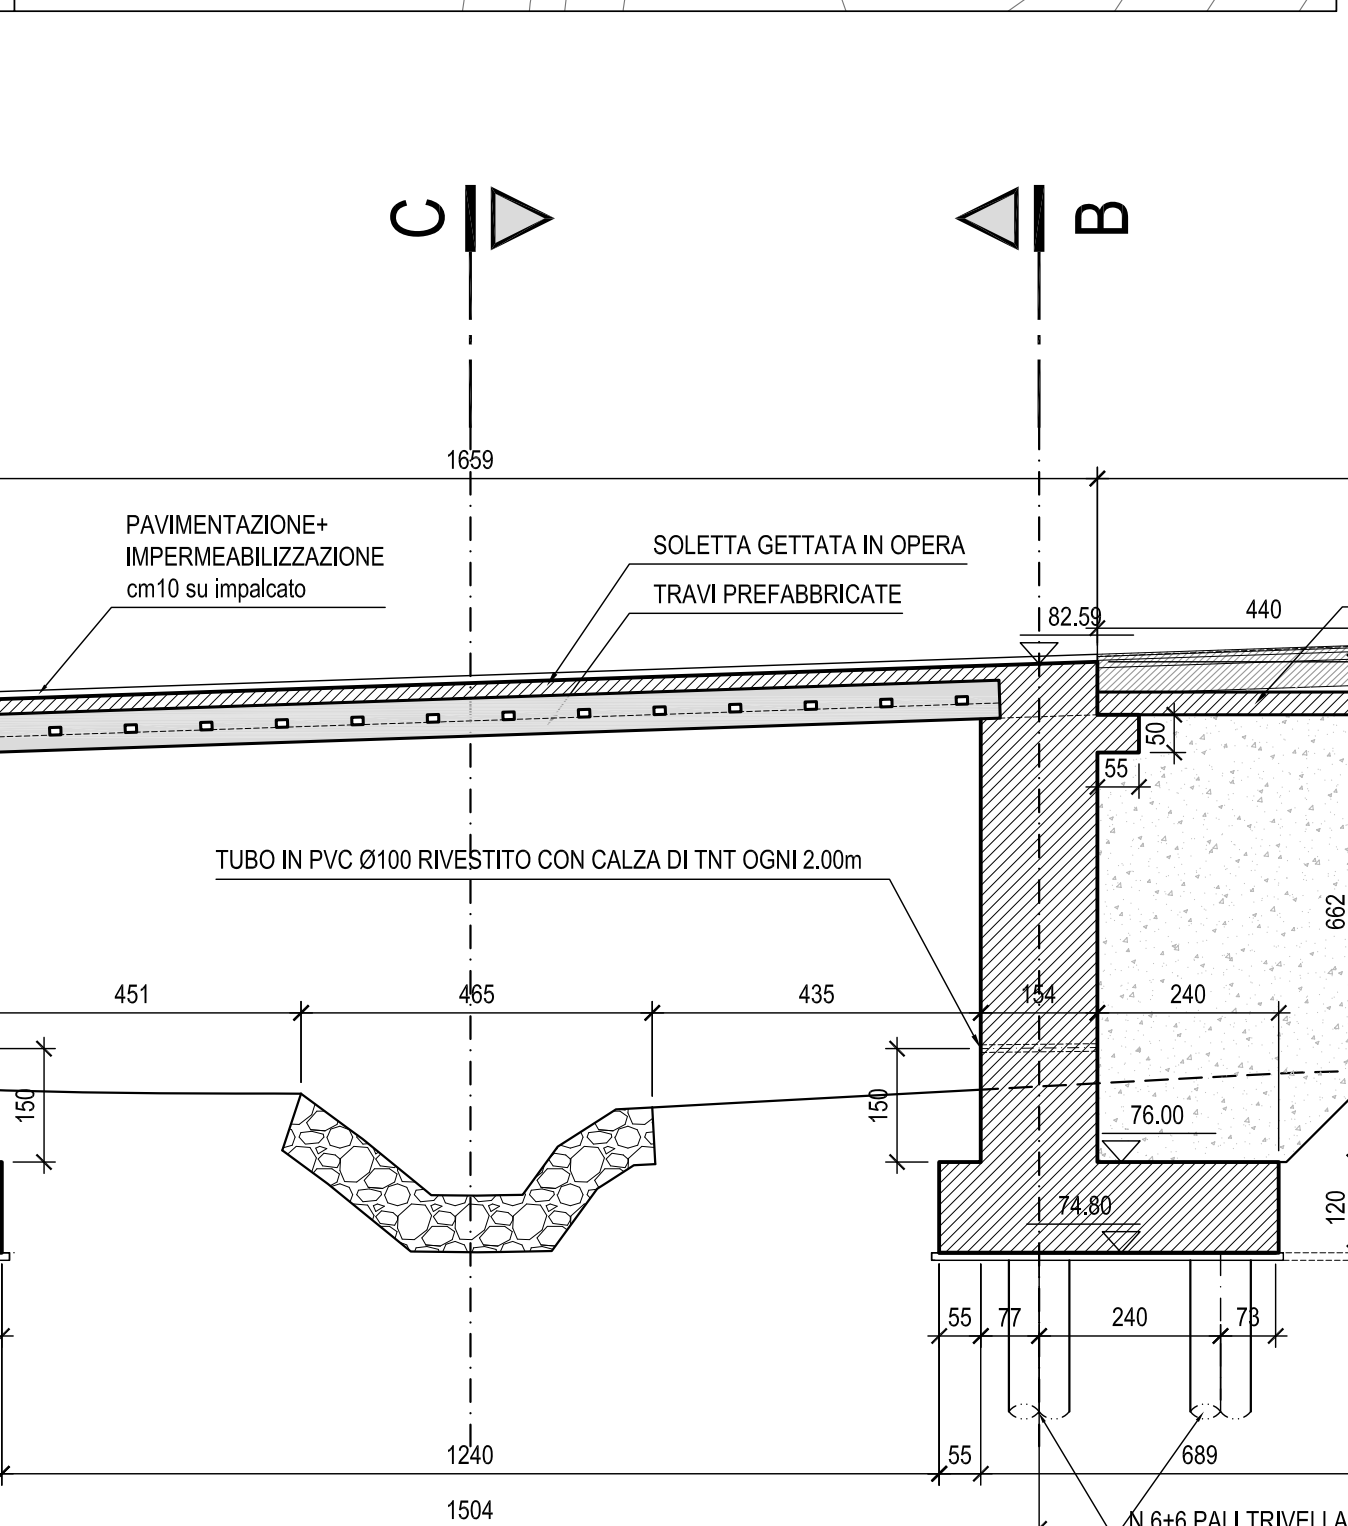 C
B
1659
PAVIMENTAZIONE+
IMPERMEABILIZZAZIONE
cm10 su impalcato
SOLETTA GETTATA IN OPERA
TRAVI PREFABBRICATE
82.59
440
50
55
TUBO IN PVC Ø100 RIVESTITO CON CALZA DI TNT OGNI 2.00m
662
451
465
435
154
240
150
150
76.00
74.80
120
55
77
240
73
1240
55
689
1504
N.6+6 PALI TRIVELLA